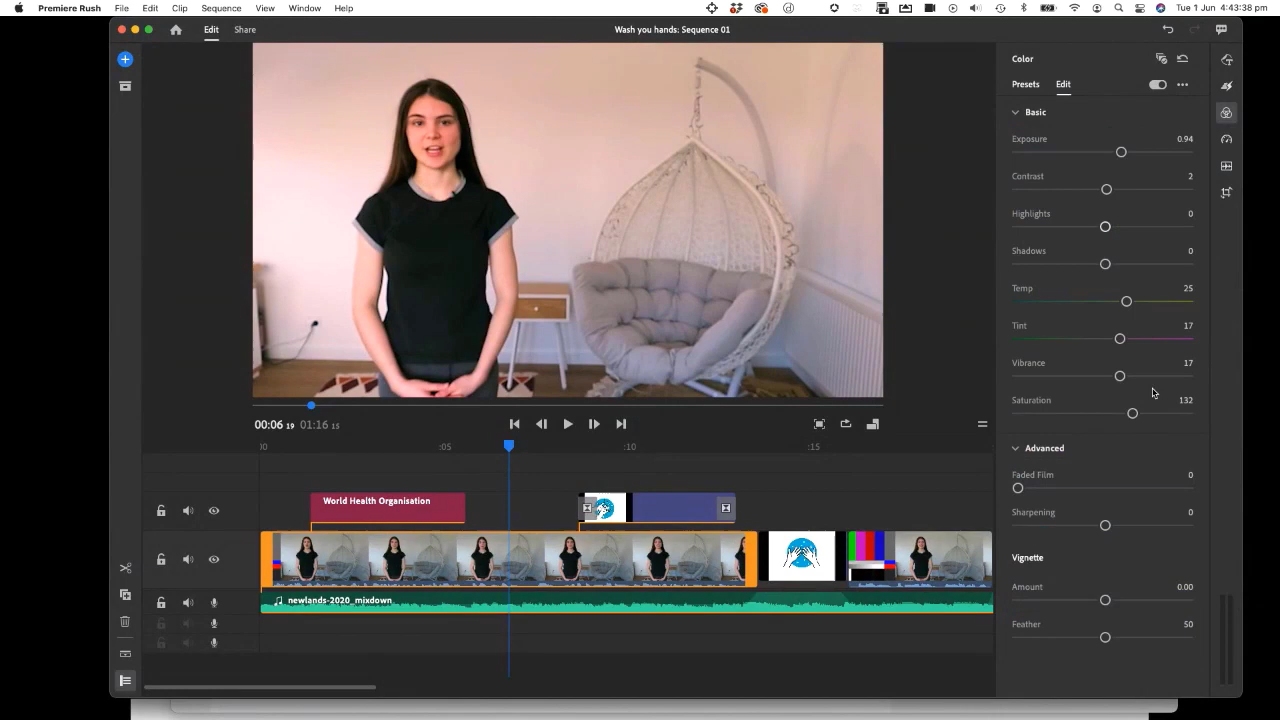 Premiere Rush File Edit Clip Sequence View Window Help Tue 1 Jun 4:43:38 pm
Edit Share Wash you hands: Sequence 01
Color
Presets Edit
Basic
Exposure 0.94
Contrast 2
Highlights 0
Shadows 0
Temp 25
Tint 17
Vibrance 17
Saturation 132
Advanced
Faded Film 0
Sharpening 0
Vignette
Amount 0.00
Feather 50
00:06 19 01:16 15
:00 :05 :10 :15
World Health Organisation
newlands-2020_mixdown